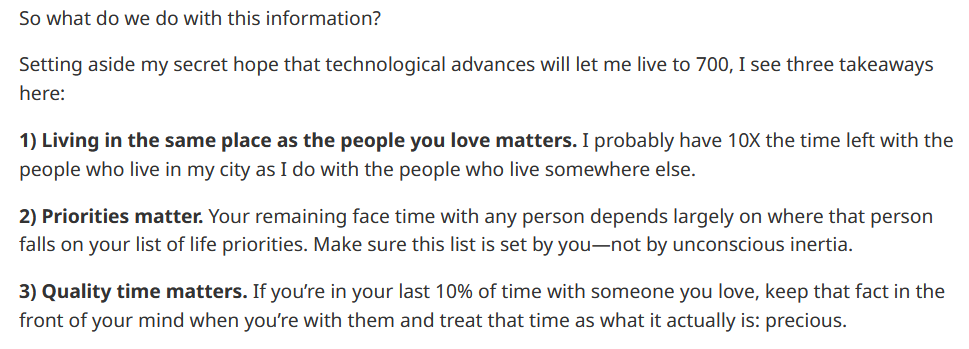 So what do we do with this information?
Setting aside my secret hope that technological advances will let me live to 700, I see three takeaways
here:
1) Living in the same place as the people you love matters. I probably have 10X the time left with the
people who live in my city as I do with the people who live somewhere else.
2) Priorities matter. Your remaining face time with any person depends largely on where that person
falls on your list of life priorities. Make sure this list is set by you—not by unconscious inertia.
3) Quality time matters. If you’re in your last 10% of time with someone you love, keep that fact in the
front of your mind when you’re with them and treat that time as what it actually is: precious.